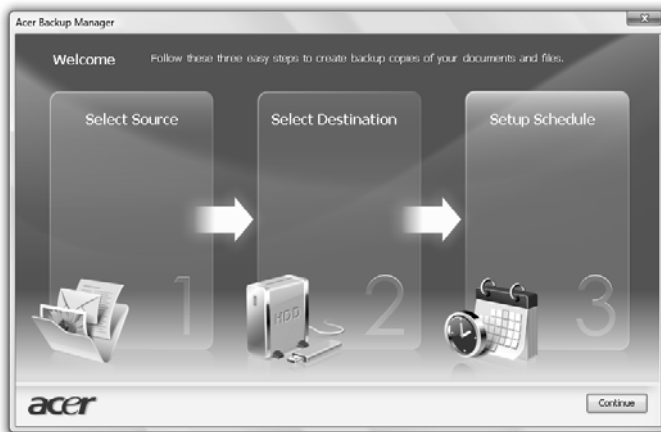 Acer Backup Manager
Welcome
Follow these three easy steps to create backup copies of your documents and files.
Select Source
Select Destination
Setup Schedule
1
HDD
2
3
acer
Continue